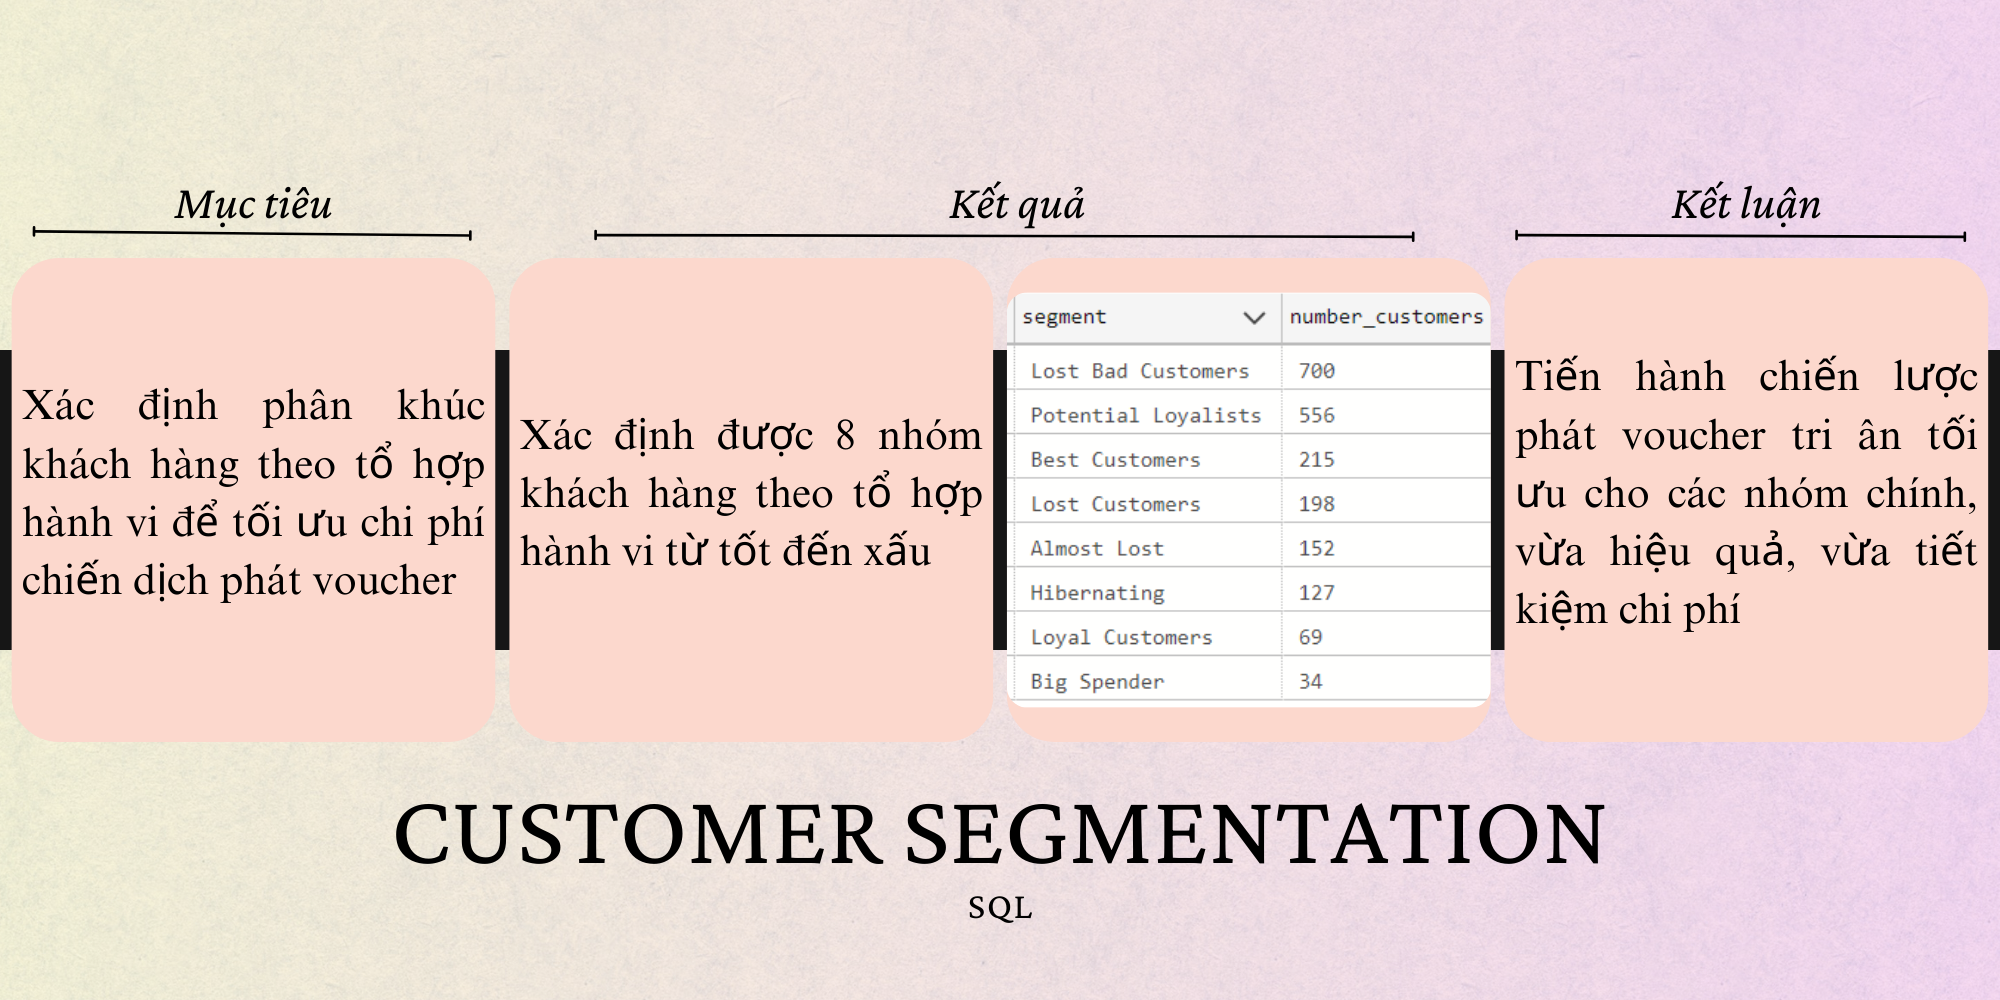 Mục tiêu
Kết quả
Kết luận
Xác định phân khúc
khách hàng theo tổ hợp
hành vi để tối ưu chi phí
chiến dịch phát voucher
Xác định được 8 nhóm
khách hàng theo tổ hợp
hành vi từ tốt đến xấu
segment number_customers
Lost Bad Customers 700
Potential Loyalists 556
Best Customers 215
Lost Customers 198
Almost Lost 152
Hibernating 127
Loyal Customers 69
Big Spender 34
Tiến hành chiến lược
phát voucher tri ân tối
ưu cho các nhóm chính,
vừa hiệu quả, vừa tiết
kiệm chi phí
CUSTOMER SEGMENTATION
SQL